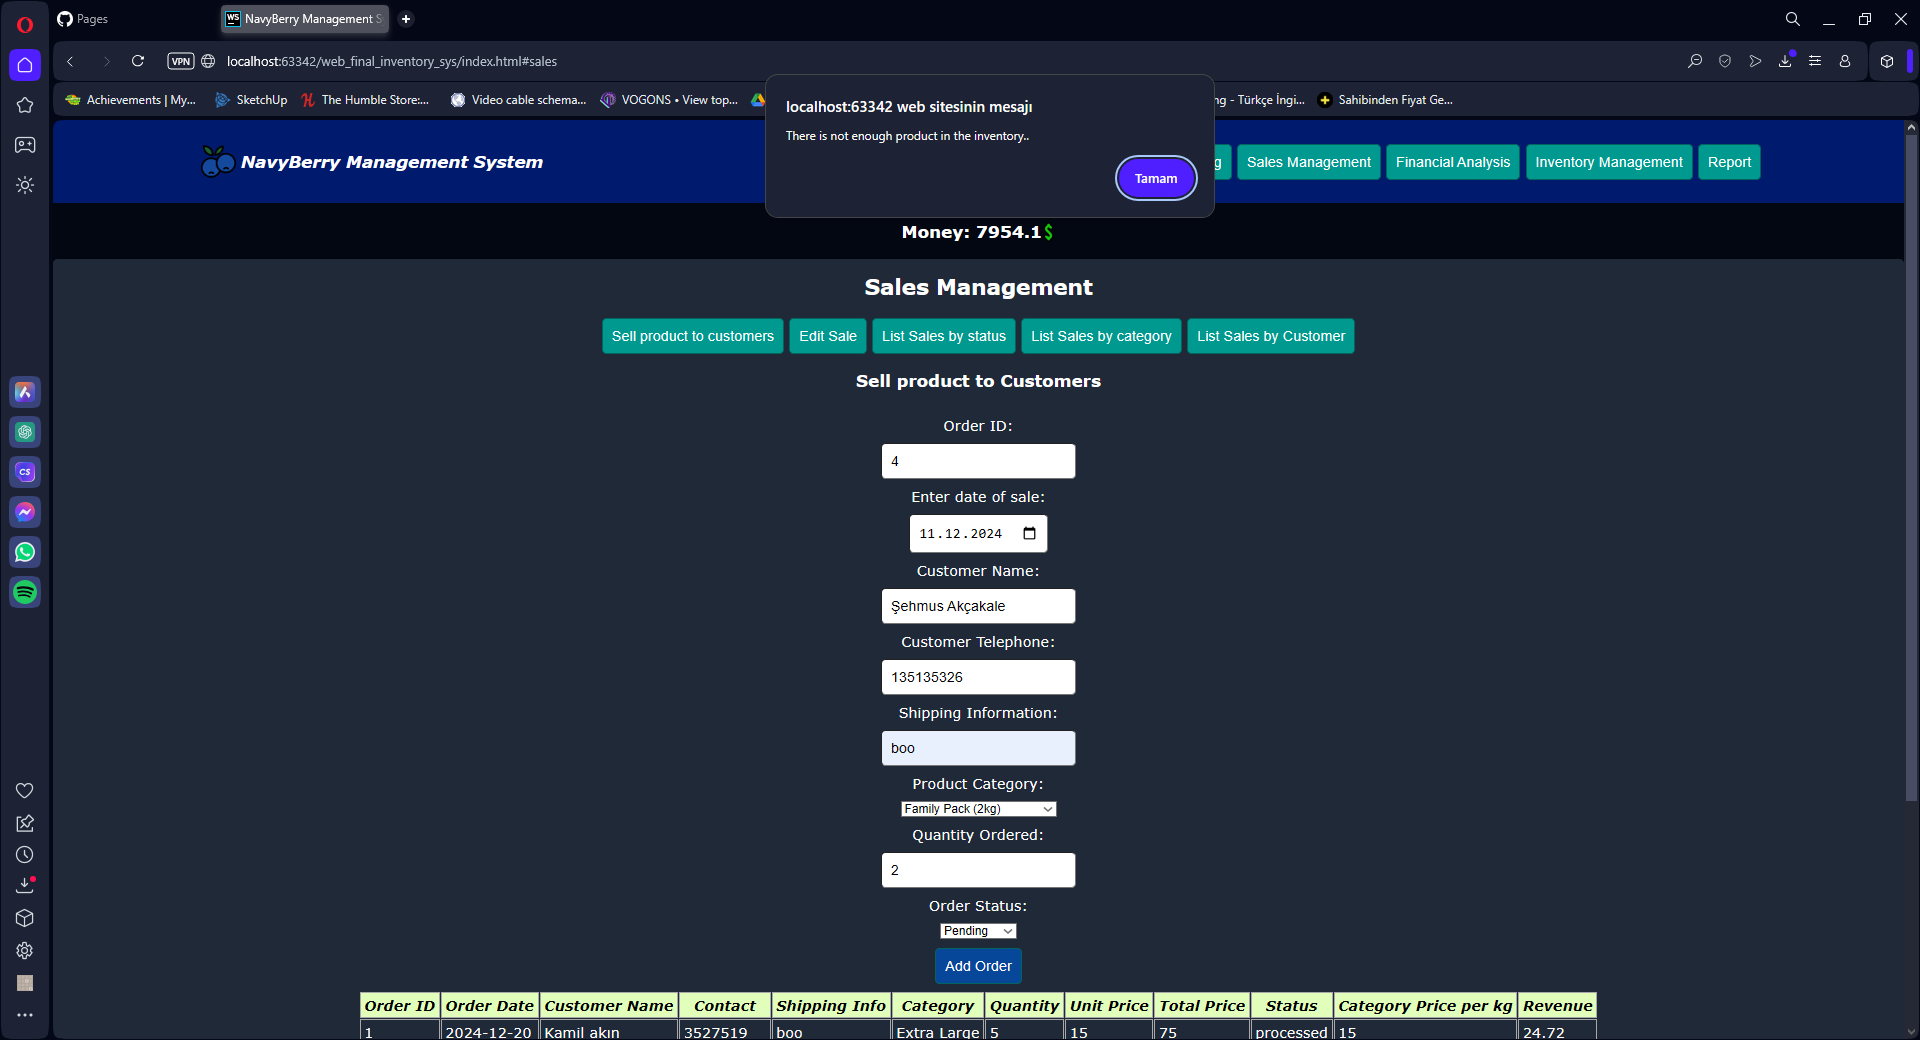 Pages
NavyBerry Management S
VPN
localhost:63342/web_final_inventory_sys/index.html#sales
Achievements | My...
SketchUp
The Humble Store:...
Video cable schema...
VOGONS • View top...
ng - Türkçe İngi...
Sahibinden Fiyat Ge...
localhost:63342 web sitesinin mesajı
There is not enough product in the inventory..
Tamam
NavyBerry Management System
g
Sales Management
Financial Analysis
Inventory Management
Report
Money: 7954.1$
Sales Management
Sell product to customers
Edit Sale
List Sales by status
List Sales by category
List Sales by Customer
Sell product to Customers
Order ID:
4
Enter date of sale:
11.12.2024
Customer Name:
Şehmus Akçakale
Customer Telephone:
135135326
Shipping Information:
boo
Product Category:
Family Pack (2kg)
Quantity Ordered:
2
Order Status:
Pending
Add Order
Order ID Order Date Customer Name Contact Shipping Info Category Quantity Unit Price Total Price Status Category Price per kg Revenue
1 2024-12-20 Kamil akın 3527519 boo Extra Large 5 15 75 processed 15 24.72